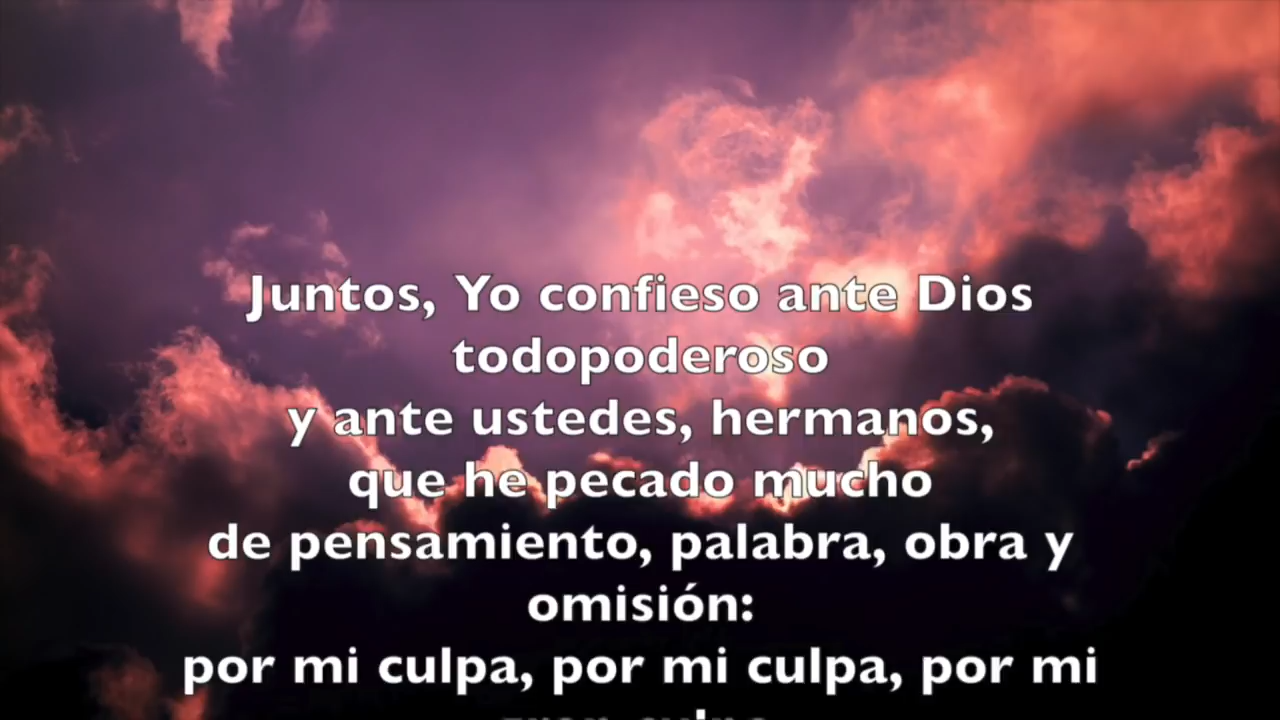 Juntos, Yo confieso ante Dios
todopoderoso
y ante ustedes, hermanos,
que he pecado mucho
de pensamiento, palabra, obra y
omisión:
por mi culpa, por mi culpa, por mi